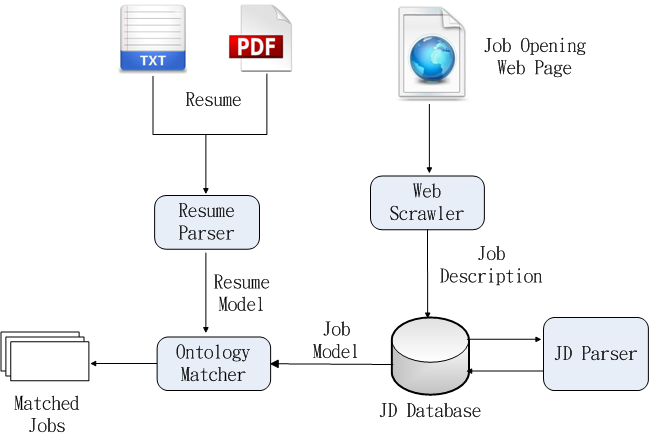 TXT
PDF
Resume
Job Opening
Web Page
Resume
Parser
Web
Scrawler
Resume
Model
Job
Description
Ontology
Matcher
Job
Model
JD Parser
Matched
Jobs
JD Database